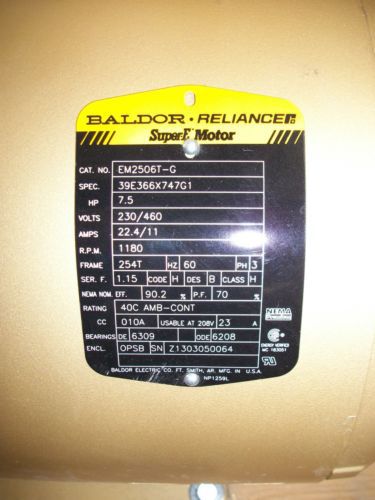 BALDOR · RELIANCE
Super-E Motor
CAT. NO. EM2506T-G
SPEC. 39E366X747G1
HP 7.5
VOLTS 230/460
AMPS 22.4/11
R.P.M. 1180
FRAME 254T HZ 60 PH 3
SER. F. 1.15 CODE H DES B CLASS H
NEMA NOM. EFF. 90.2 % P.F. 70 %
RATING 40C AMB-CONT
NEMA
CC 010A USABLE AT 208V 23 A
BEARINGS DE 6309 ODE 6208
ENERGY VERIFIED
ENCL. OPSB SN Z1303050064
BALDOR ELECTRIC CO. FT. SMITH, AR. MFG. IN U.S.A.
NP1259L